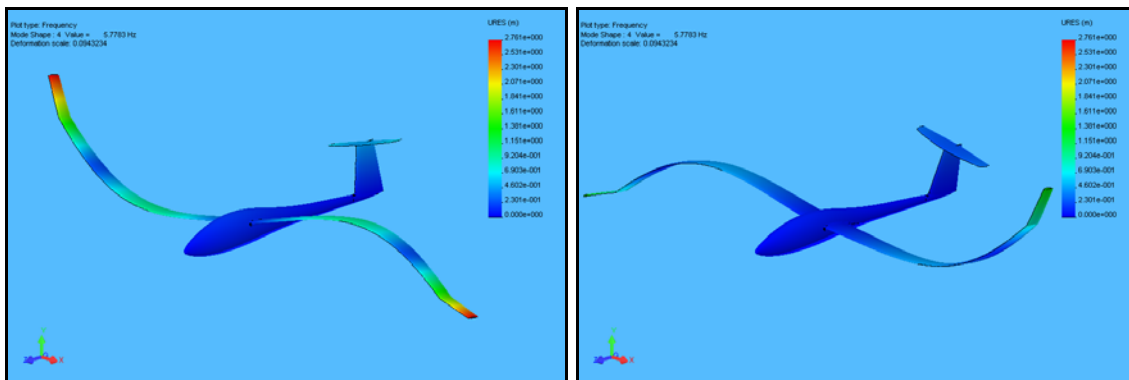 Plot type: Frequency
Mode Shape : 4 Value = 5.7783 Hz
Deformation scale: 0.0943234
URES (m)
2.761e+000
2.531e+000
2.301e+000
2.071e+000
1.841e+000
1.611e+000
1.381e+000
1.151e+000
9.204e-001
6.903e-001
4.602e-001
2.301e-001
0.000e+000
X
Plot type: Frequency
Mode Shape : 4 Value = 5.7783 Hz
Deformation scale: 0.0943234
URES (m)
2.761e+000
2.531e+000
2.301e+000
2.071e+000
1.841e+000
1.611e+000
1.381e+000
1.151e+000
9.204e-001
6.903e-001
4.602e-001
2.301e-001
0.000e+000
X